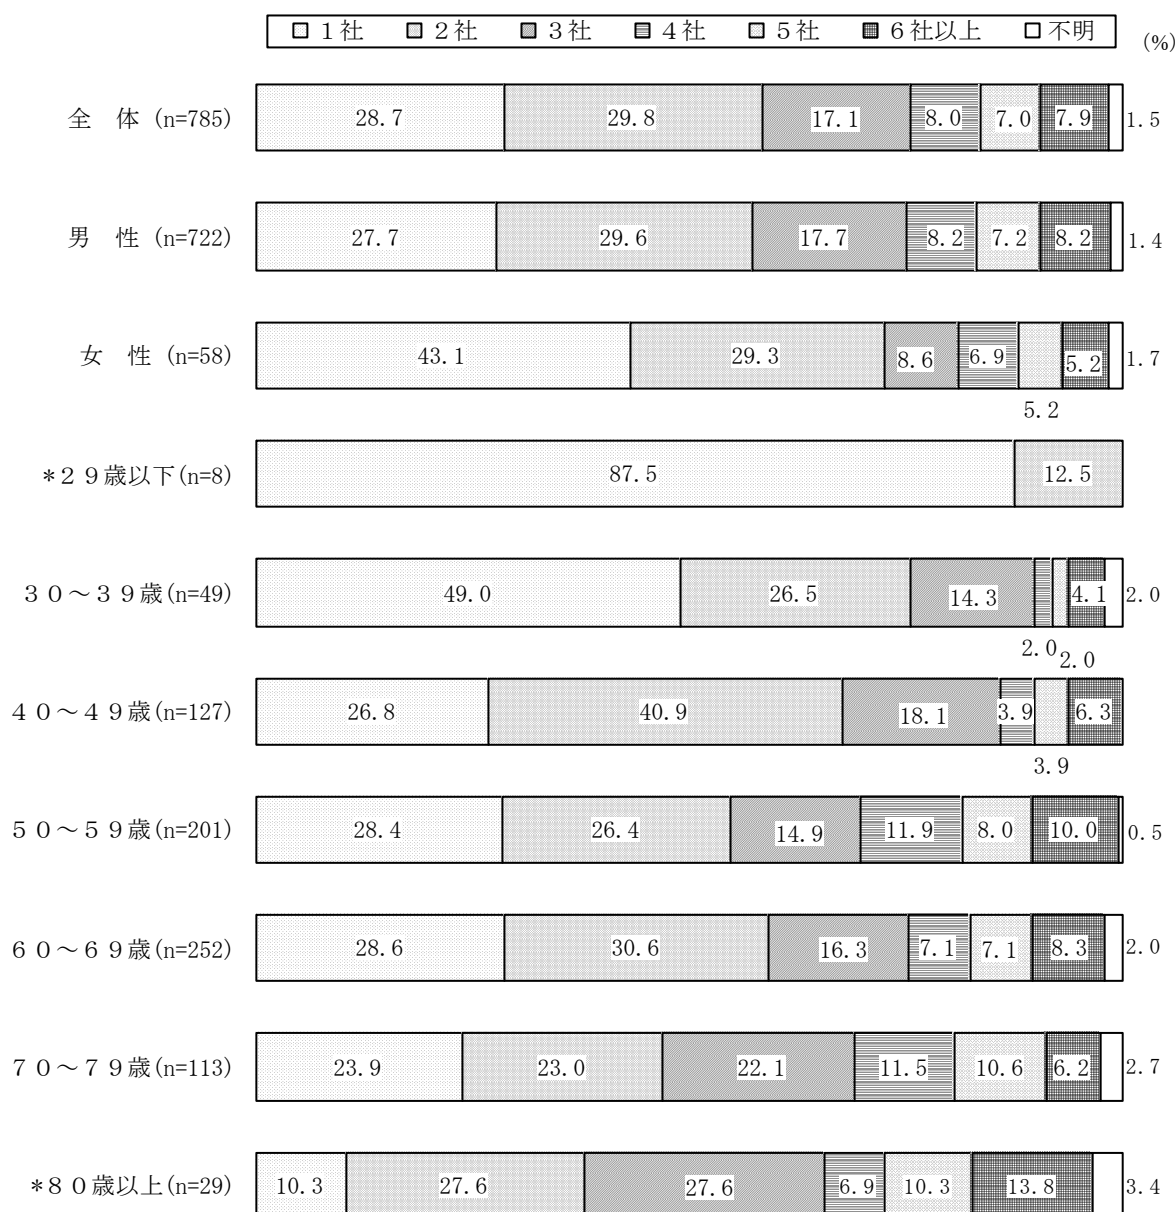 １社 ２社 ３社 ４社 ５社 ６社以上 不明
(%)
全　体 (n=785) 28.7 29.8 17.1 8.0 7.0 7.9 1.5
男　性 (n=722) 27.7 29.6 17.7 8.2 7.2 8.2 1.4
女　性 (n=58) 43.1 29.3 8.6 6.9 5.2 1.7
5.2
*２９歳以下(n=8) 87.5 12.5
３０～３９歳(n=49) 49.0 26.5 14.3 4.1 2.0
2.0 2.0
４０～４９歳(n=127) 26.8 40.9 18.1 3.9 6.3
3.9
５０～５９歳(n=201) 28.4 26.4 14.9 11.9 8.0 10.0 0.5
６０～６９歳(n=252) 28.6 30.6 16.3 7.1 7.1 8.3 2.0
７０～７９歳(n=113) 23.9 23.0 22.1 11.5 10.6 6.2 2.7
*８０歳以上(n=29) 10.3 27.6 27.6 6.9 10.3 13.8 3.4